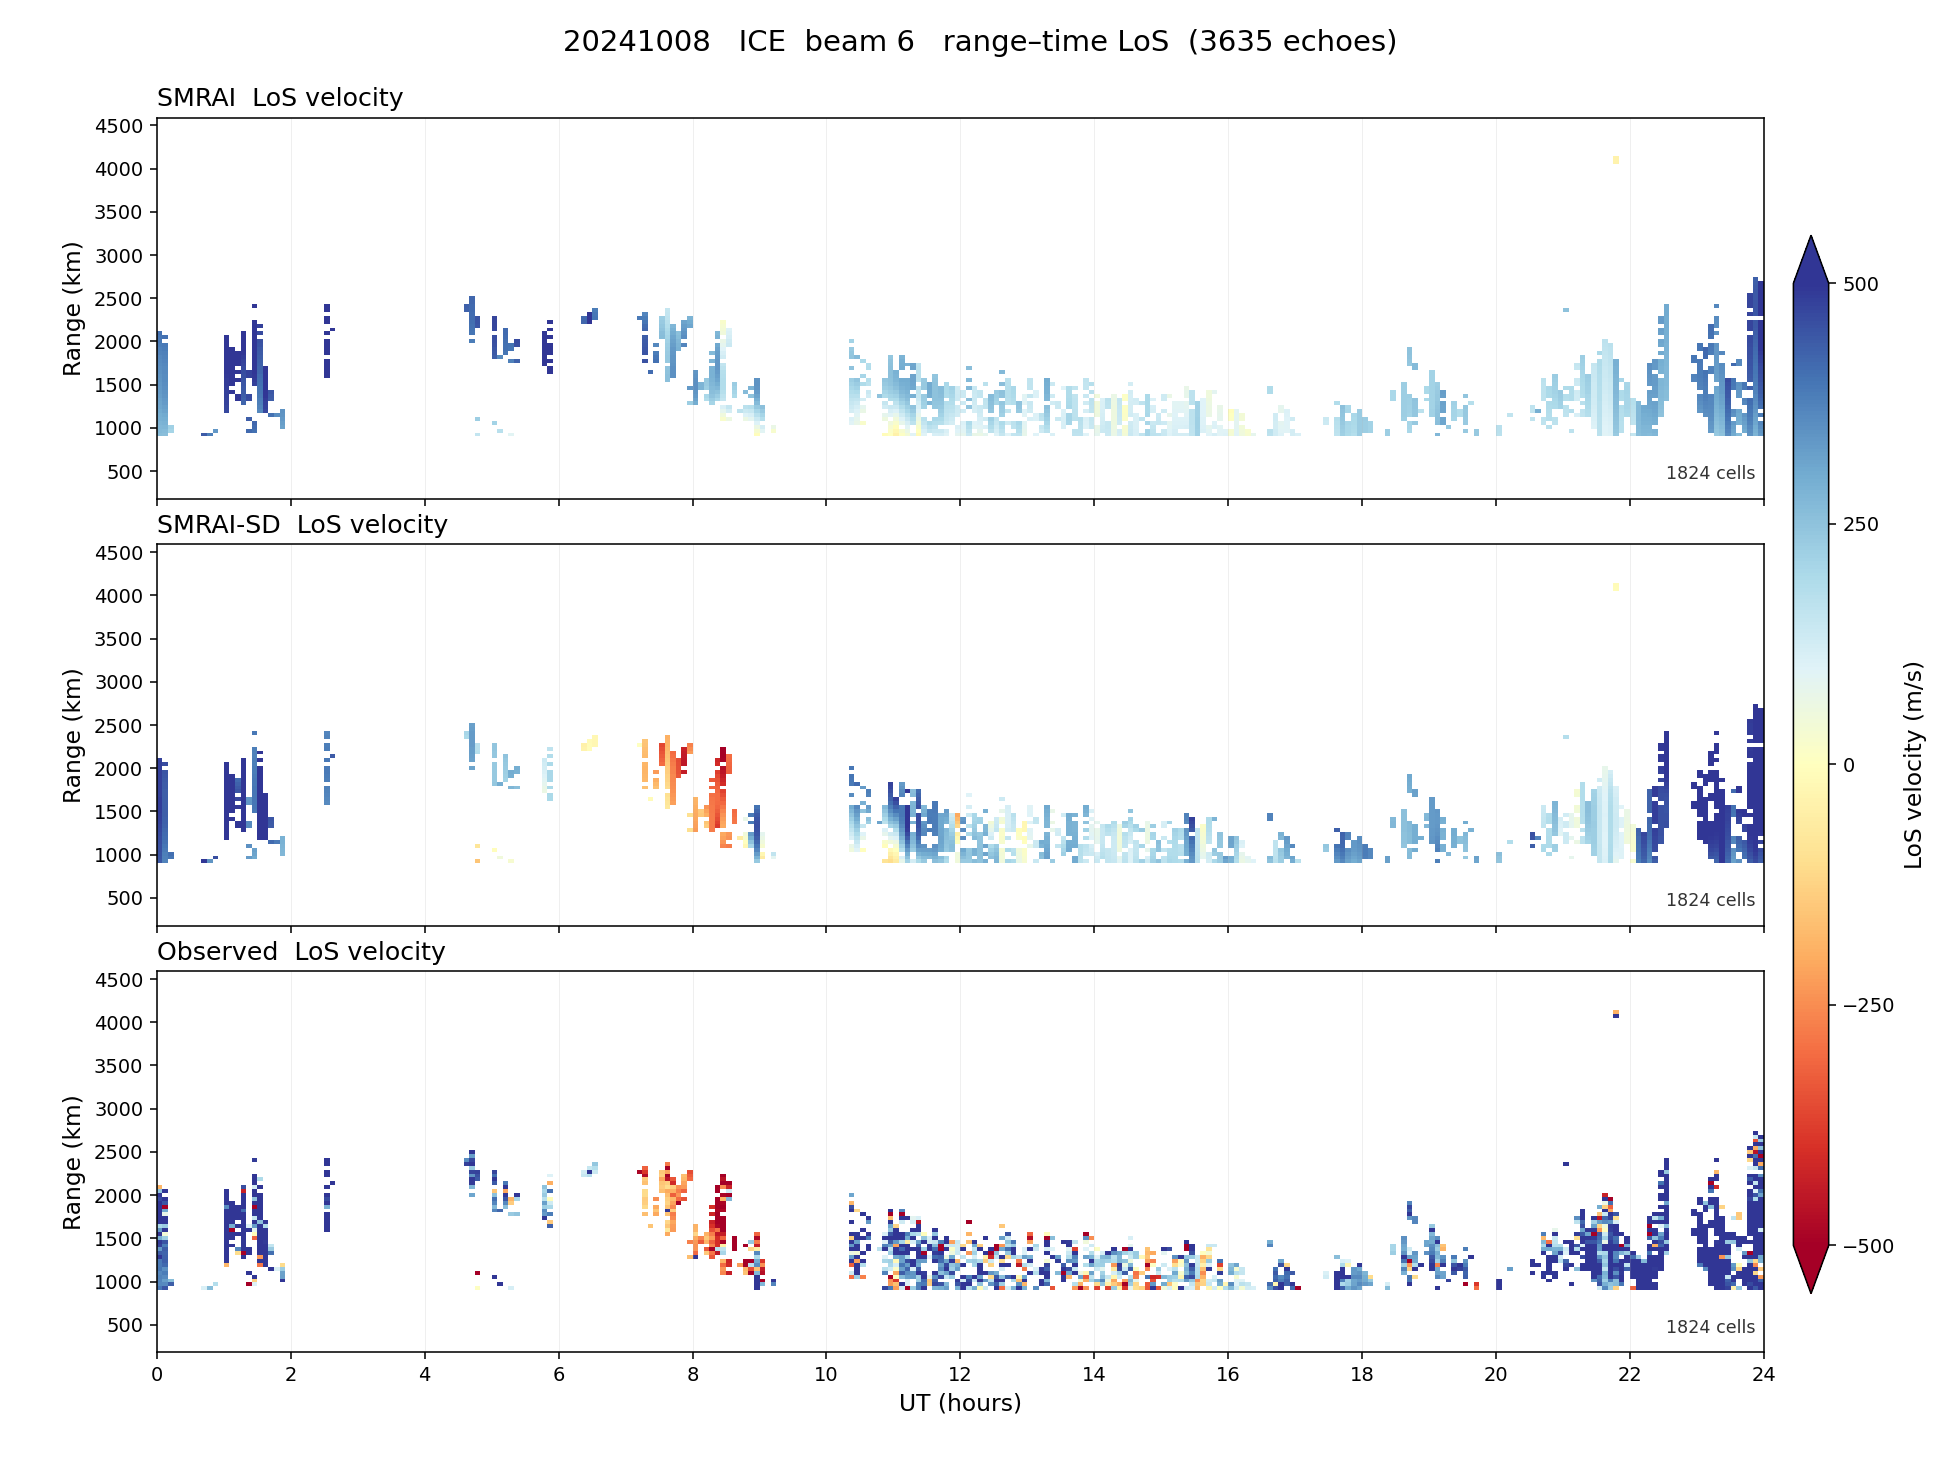 20241008   ICE  beam 6   range–time LoS  (3635 echoes)
SMRAI  LoS velocity
4500
4000
3500
3000
2500
2000
1500
1000
500
Range (km)
1824 cells
SMRAI-SD  LoS velocity
4500
4000
3500
3000
2500
2000
1500
1000
500
Range (km)
1824 cells
Observed  LoS velocity
4500
4000
3500
3000
2500
2000
1500
1000
500
Range (km)
1824 cells
0 2 4 6 8 10 12 14 16 18 20 22 24
UT (hours)
500
250
0
−250
−500
LoS velocity (m/s)